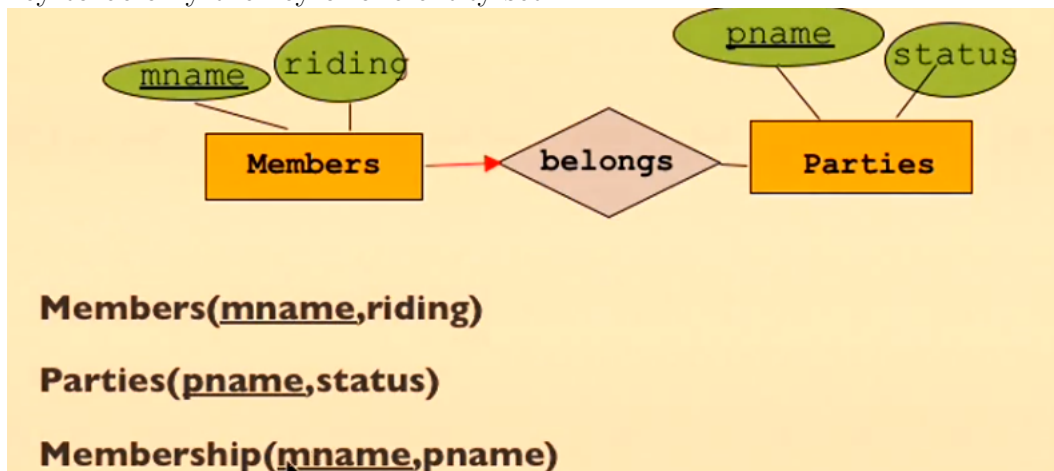 mname riding pname status
Members belongs Parties
Members(mname,riding)
Parties(pname,status)
Membership(mname,pname)